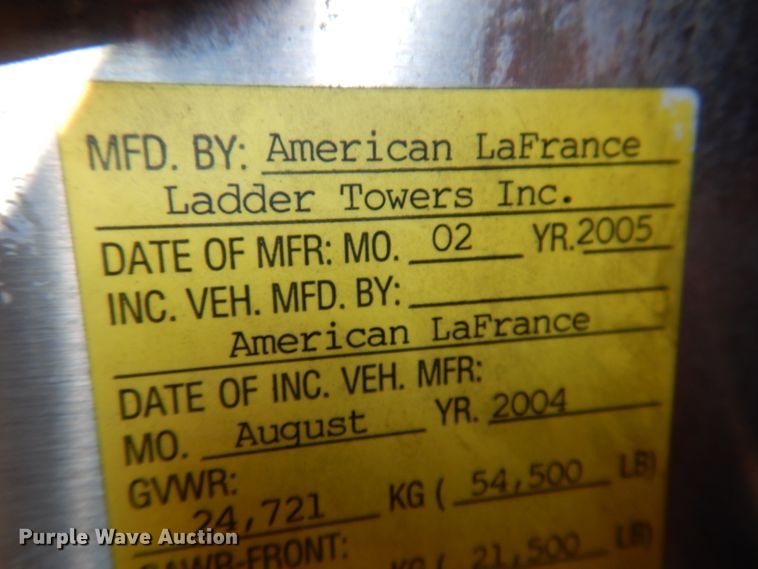 MFD. BY: American LaFrance
Ladder Towers Inc.
DATE OF MFR: MO. 02 YR. 2005
INC. VEH. MFD. BY:
American LaFrance
DATE OF INC. VEH. MFR:
MO. August YR. 2004
GVWR:
24,721 KG ( 54,500 LB)
GAWR-FRONT:
KG ( 21,500 LB)
Purple Wave Auction